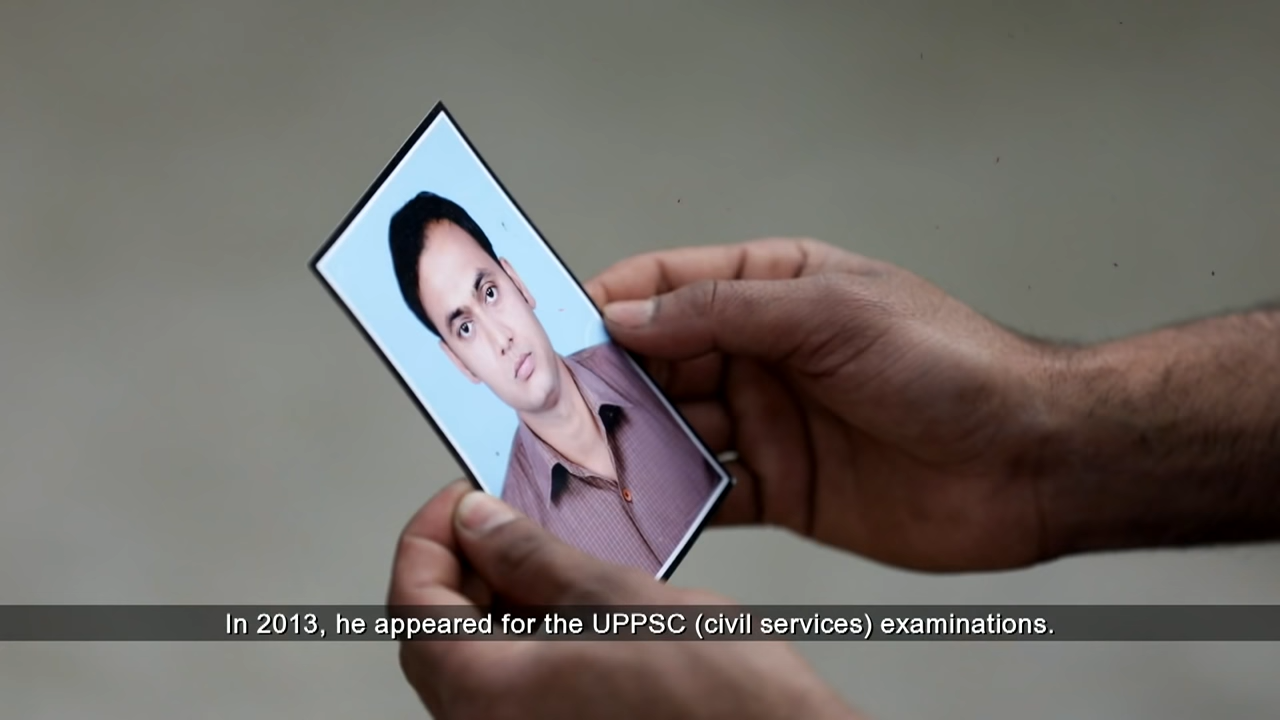 In 2013, he appeared for the UPPSC (civil services) examinations.